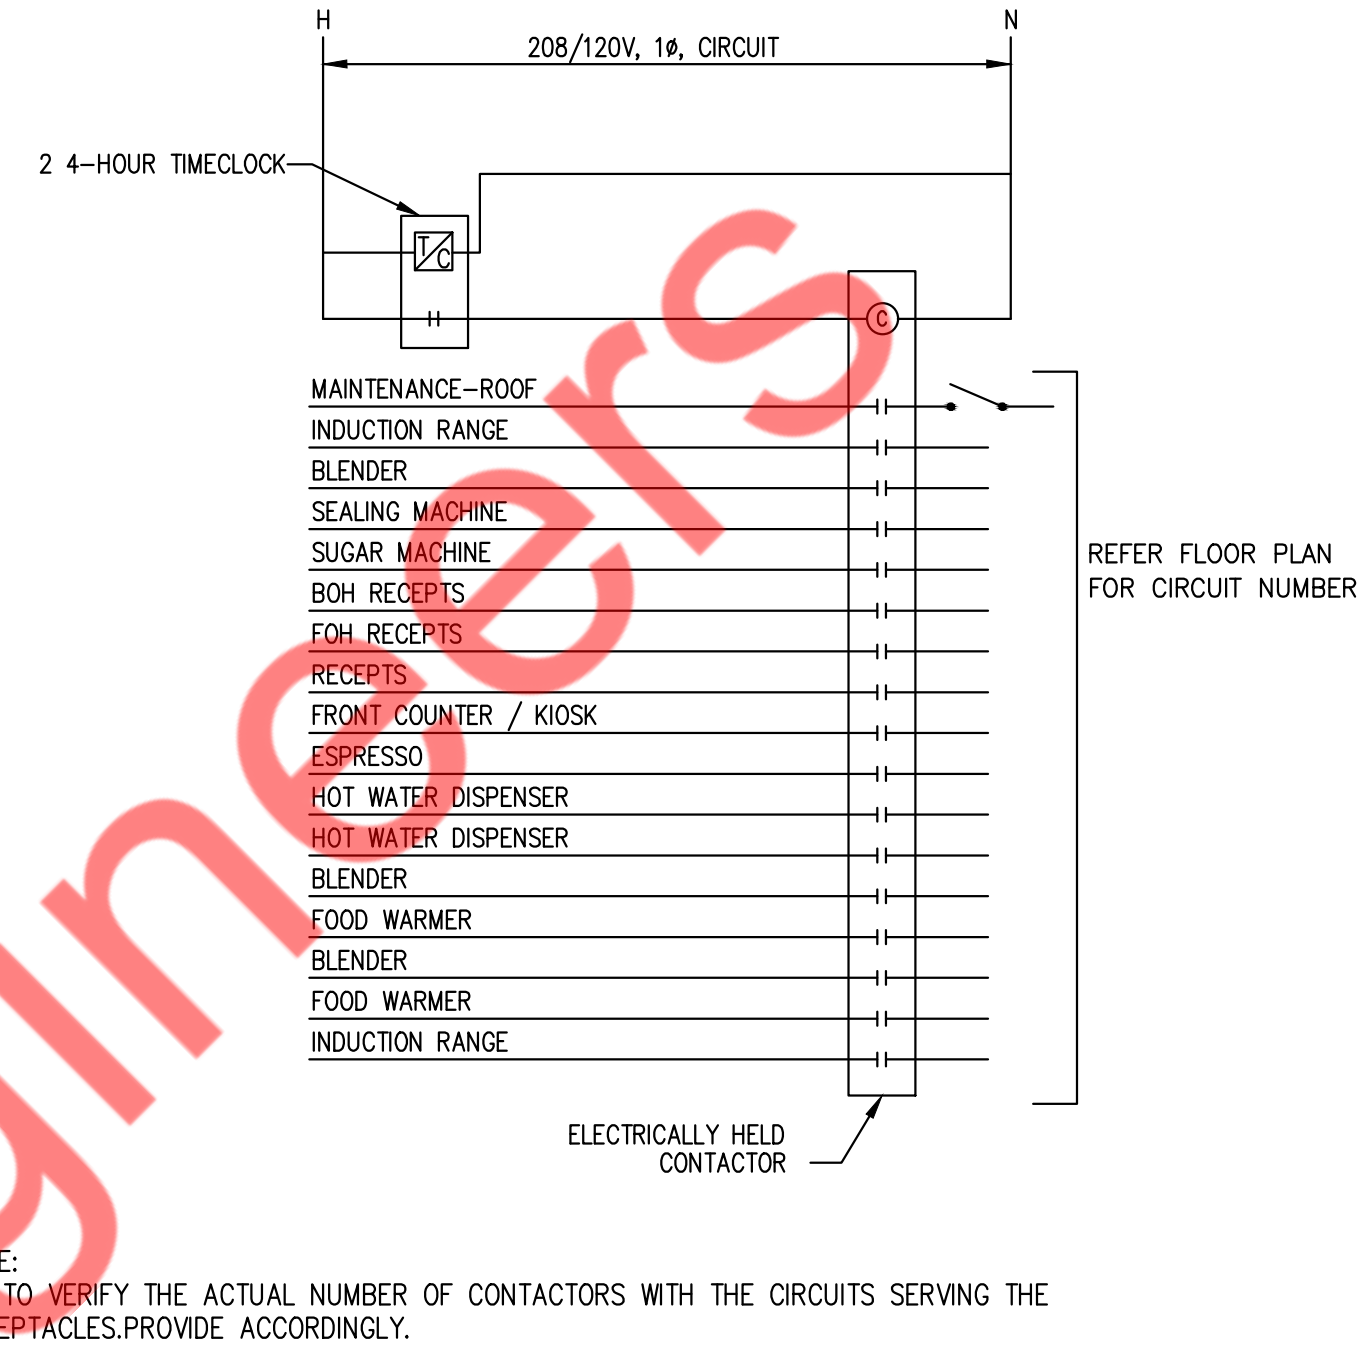 H
N
208/120V, 1ø, CIRCUIT
2 4-HOUR TIMECLOCK
T/C
C
MAINTENANCE-ROOF
INDUCTION RANGE
BLENDER
SEALING MACHINE
SUGAR MACHINE
BOH RECEPTS
FOH RECEPTS
RECEPTS
FRONT COUNTER / KIOSK
ESPRESSO
HOT WATER DISPENSER
HOT WATER DISPENSER
BLENDER
FOOD WARMER
BLENDER
FOOD WARMER
INDUCTION RANGE
REFER FLOOR PLAN
FOR CIRCUIT NUMBER
ELECTRICALLY HELD
CONTACTOR
E:
TO VERIFY THE ACTUAL NUMBER OF CONTACTORS WITH THE CIRCUITS SERVING THE
EPTACLES.PROVIDE ACCORDINGLY.
gineers